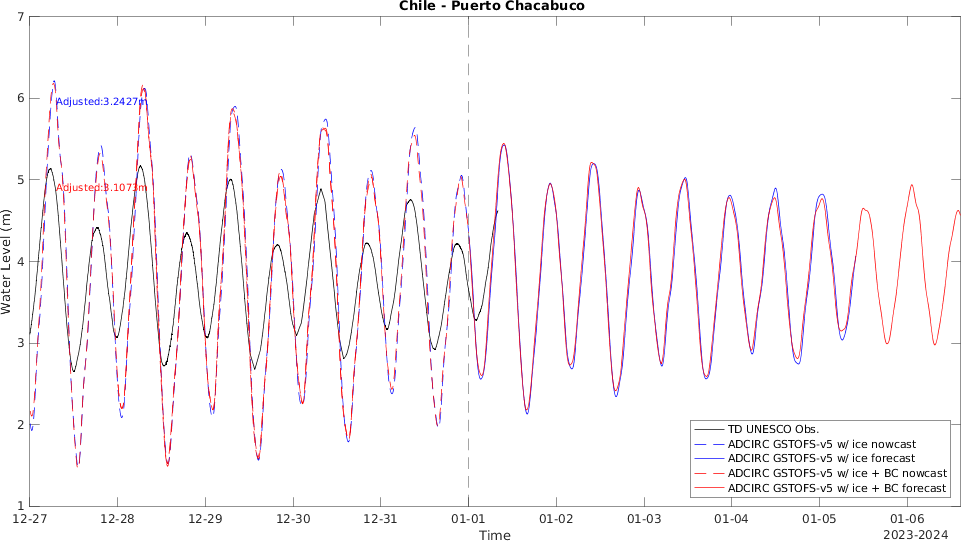 Chile - Puerto Chacabuco
7
6
5
4
3
2
1
Water Level (m)
Adjusted:3.2427m
Adjusted:3.1073m
TD UNESCO Obs.
ADCIRC GSTOFS-v5 w/ ice nowcast
ADCIRC GSTOFS-v5 w/ ice forecast
ADCIRC GSTOFS-v5 w/ ice + BC nowcast
ADCIRC GSTOFS-v5 w/ ice + BC forecast
12-27 12-28 12-29 12-30 12-31 01-01 01-02 01-03 01-04 01-05 01-06
Time
2023-2024